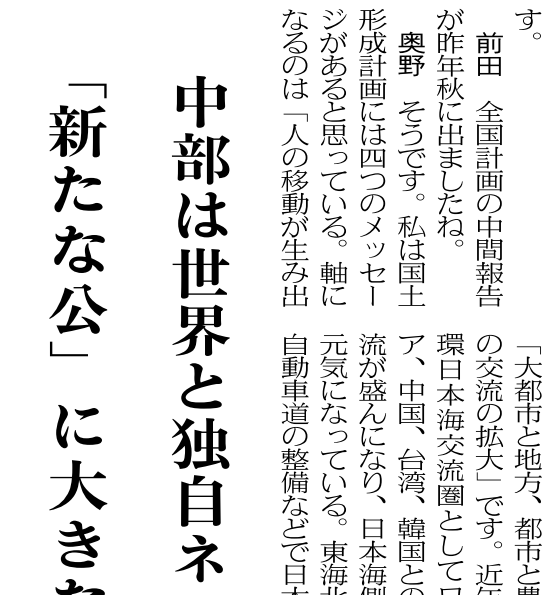 す。
前田　全国計画の中間報告
が昨年秋に出ましたね。
奥野　そうです。私は国土
形成計画には四つのメッセー
ジがあると思っている。軸に
なるのは「人の移動が生み出
「大都市と地方、都市と農
の交流の拡大」です。近年
環日本海交流圏としてロ
ア、中国、台湾、韓国との
流が盛んになり、日本海側
元気になっている。東海北
自動車道の整備などで日本
中部は世界と独自ネ
「新たな公」に大きな